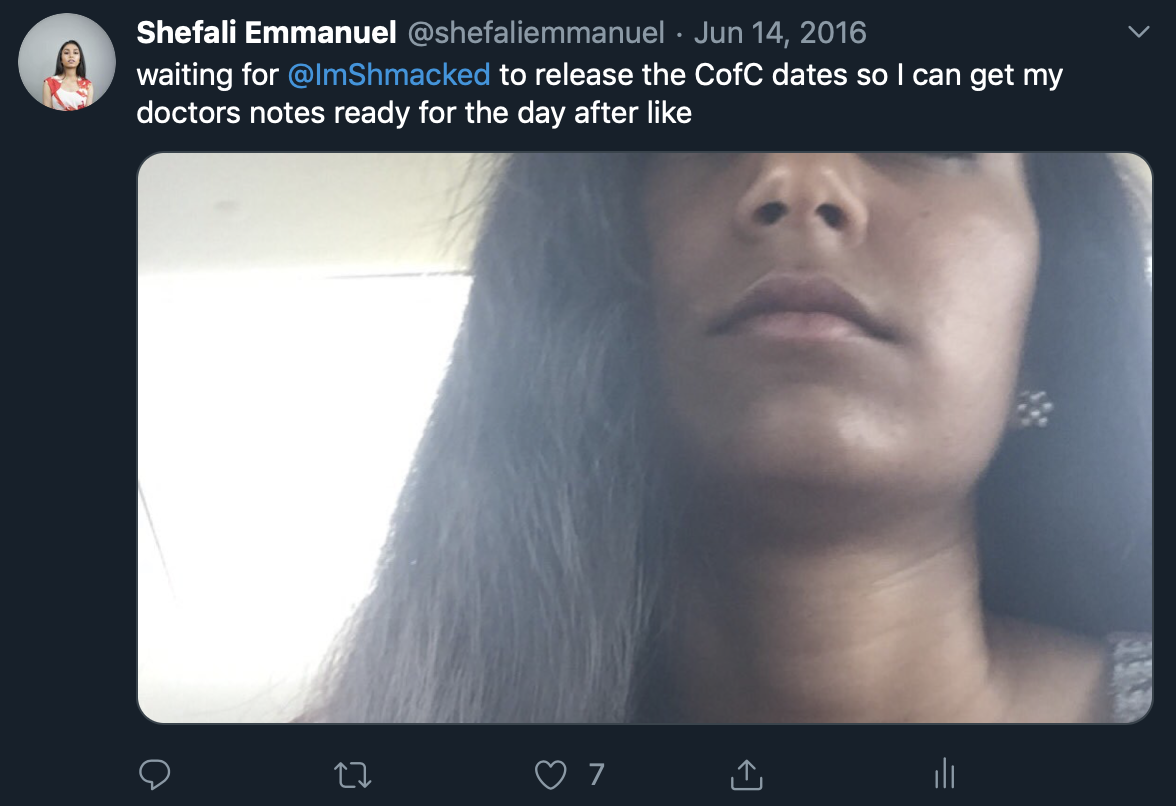 Shefali Emmanuel @shefaliemmanuel · Jun 14, 2016
waiting for @ImShmacked to release the CofC dates so I can get my
doctors notes ready for the day after like
7